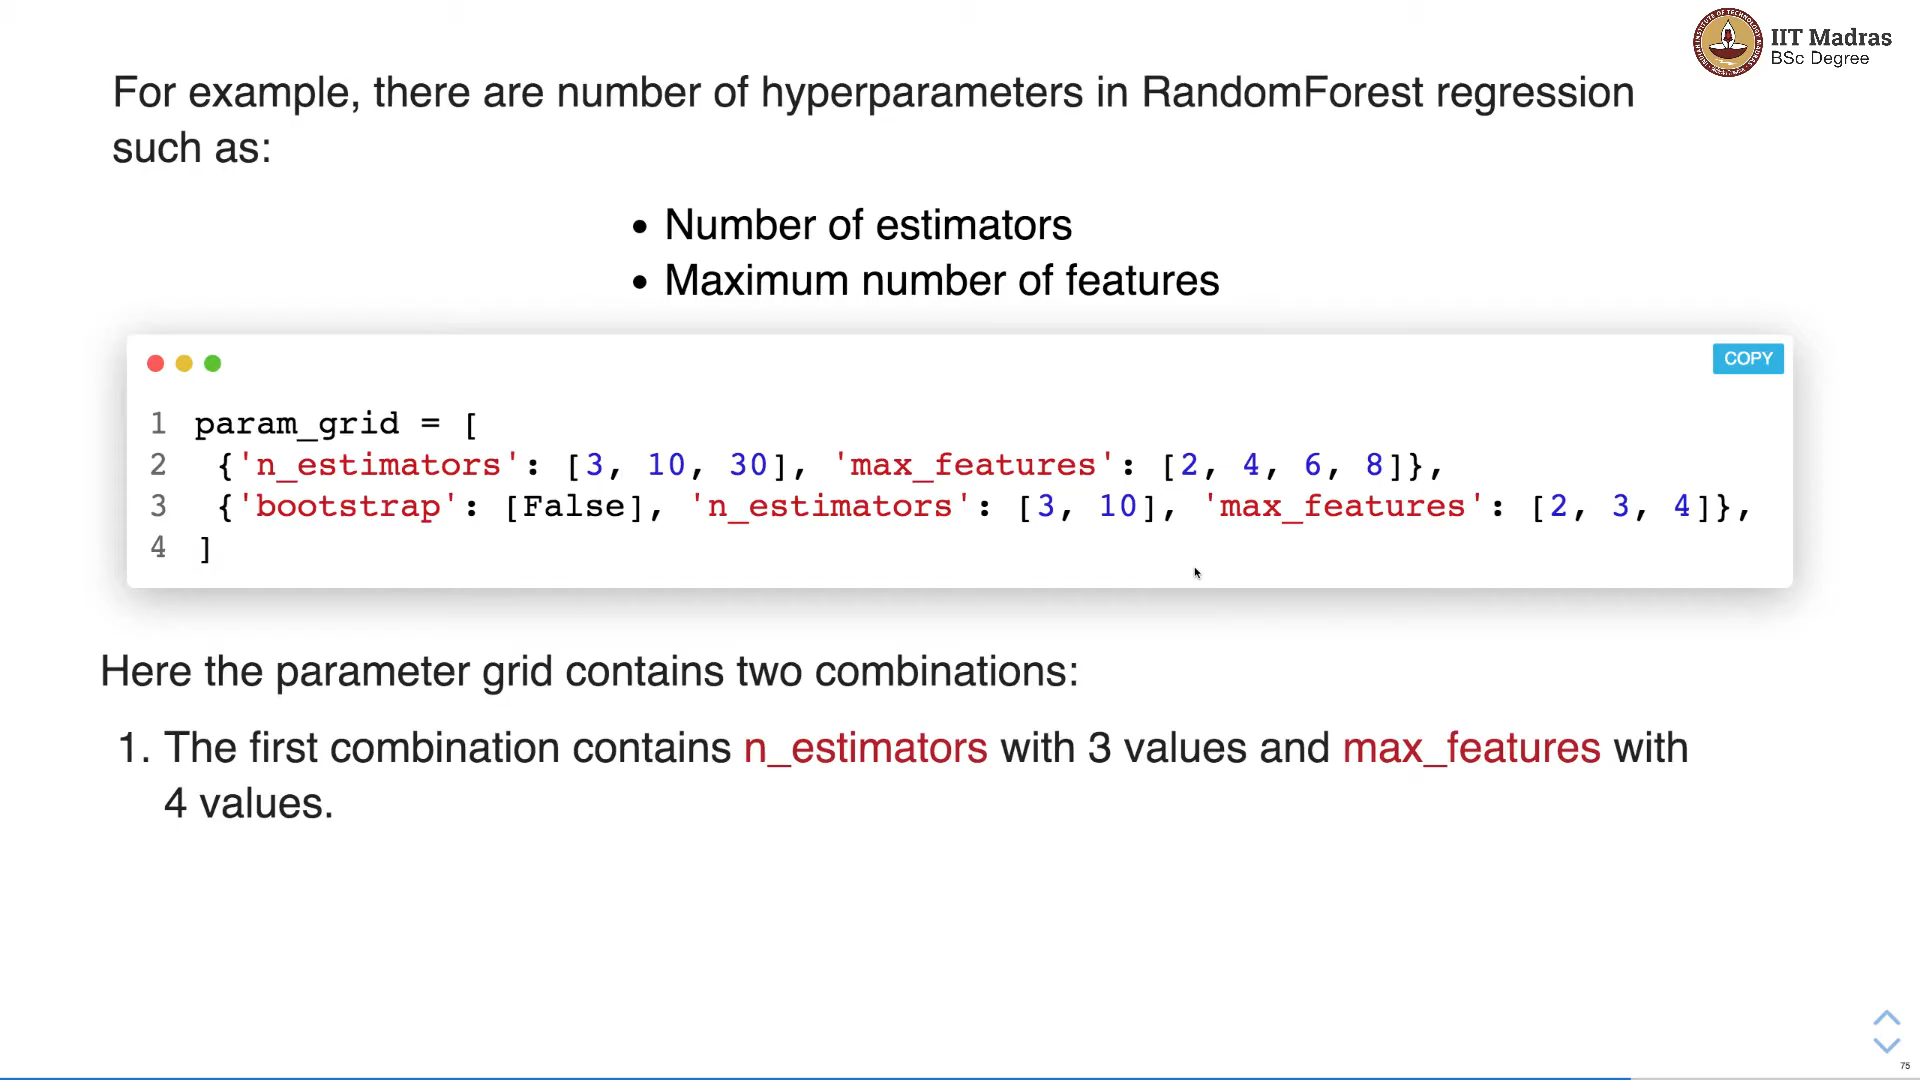 IIT Madras
BSc Degree
For example, there are number of hyperparameters in RandomForest regression
such as:
• Number of estimators
• Maximum number of features
COPY
1 param_grid = [
2  {'n_estimators': [3, 10, 30], 'max_features': [2, 4, 6, 8]},
3  {'bootstrap': [False], 'n_estimators': [3, 10], 'max_features': [2, 3, 4]},
4 ]
Here the parameter grid contains two combinations:
1. The first combination contains n_estimators with 3 values and max_features with
4 values.
75